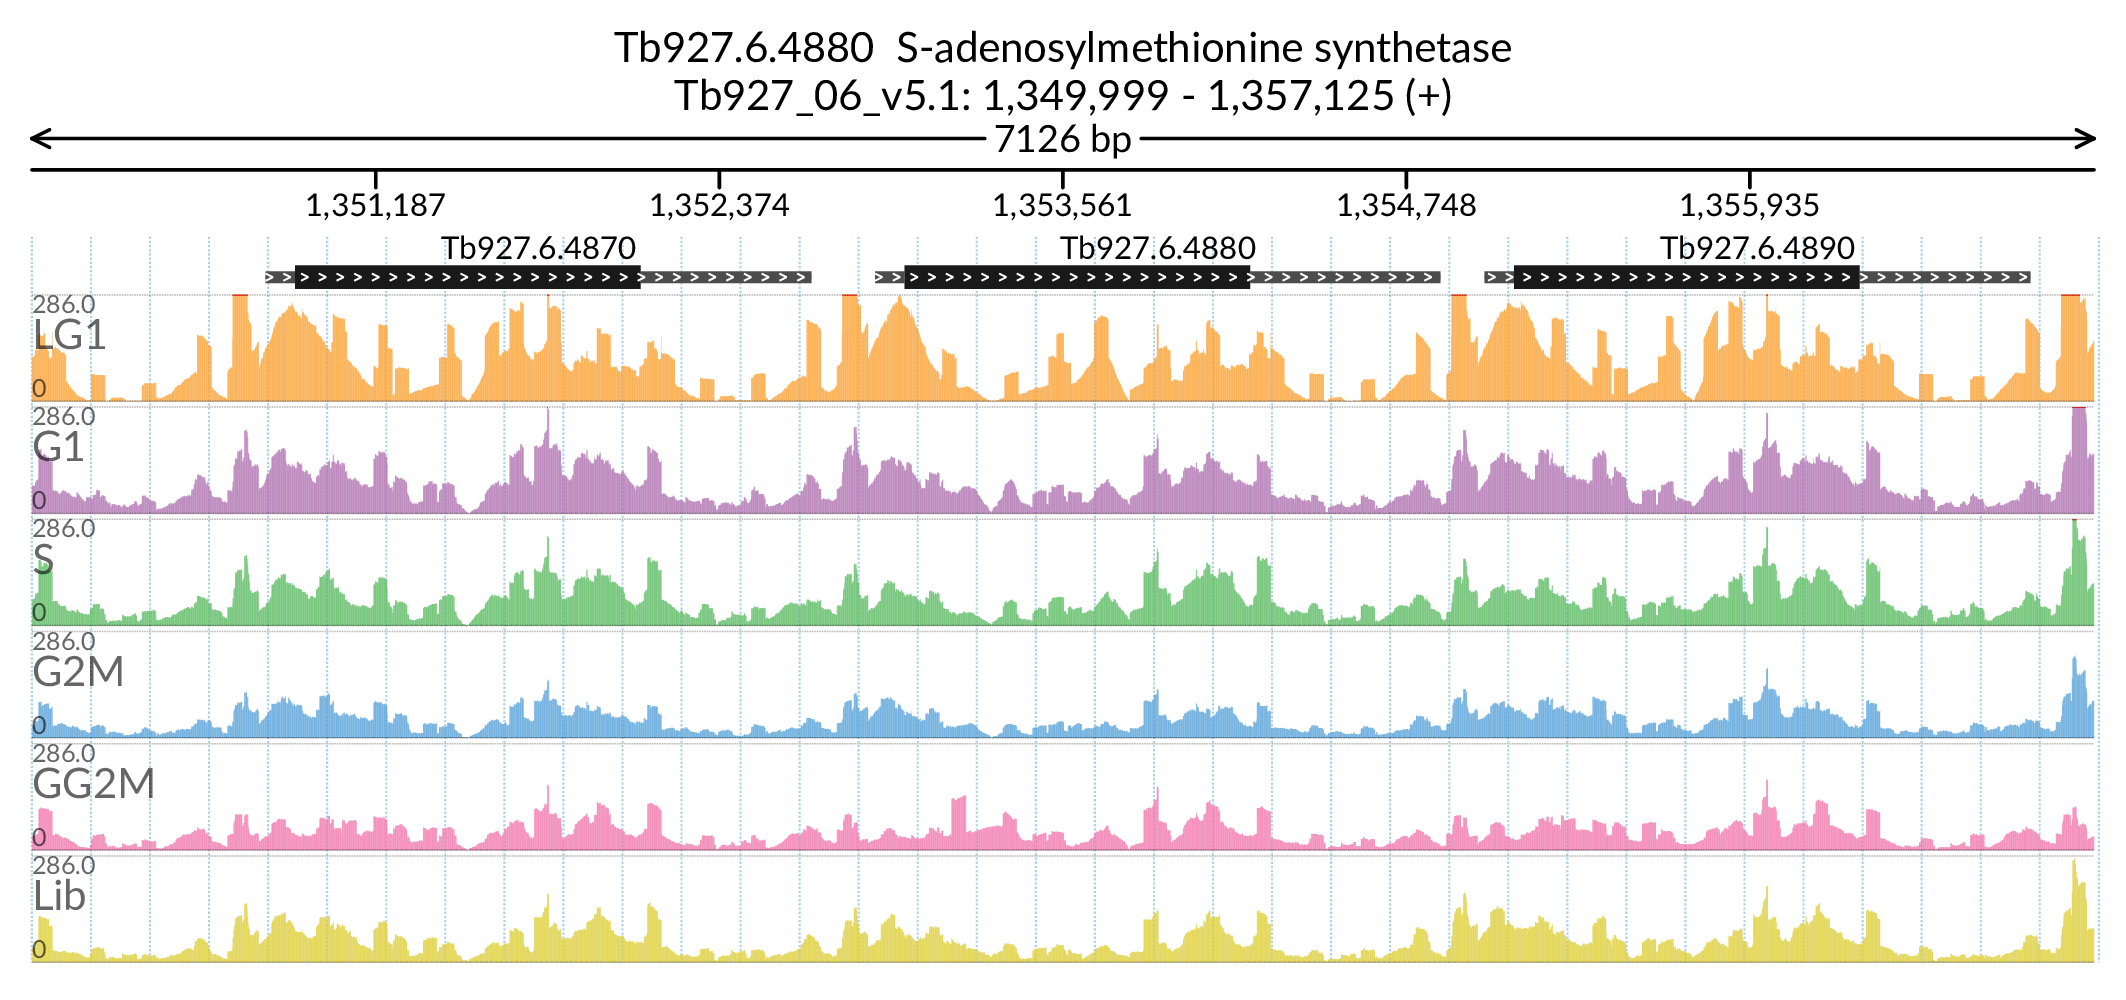 Tb927.6.4880 S-adenosylmethionine synthetase
Tb927_06_v5.1: 1,349,999 - 1,357,125 (+)
7126 bp
1,351,187 1,352,374 1,353,561 1,354,748 1,355,935
Tb927.6.4870 Tb927.6.4880 Tb927.6.4890
286.0
LG1
0
286.0
G1
0
286.0
S
0
286.0
G2M
0
286.0
GG2M
0
286.0
Lib
0